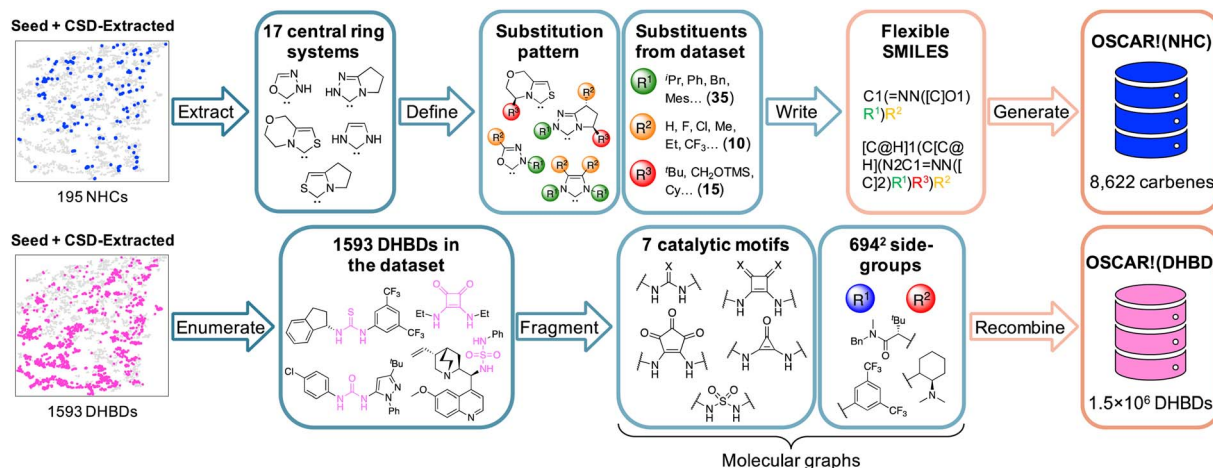 Seed + CSD-Extracted
195 NHCs
Extract
17 central ring
systems
Define
Substitution
pattern
Substituents
from dataset
R¹ ⁱPr, Ph, Bn,
Mes... (35)
R² H, F, Cl, Me,
Et, CF₃... (10)
R³ ᵗBu, CH₂OTMS,
Cy... (15)
Write
Flexible
SMILES
C1(=NN([C]O1)
R¹)R²
[C@H]1(C[C@
H](N2C1=NN([
C]2)R¹)R³)R²
Generate
OSCAR!(NHC)
8,622 carbenes
Seed + CSD-Extracted
1593 DHBDs
Enumerate
1593 DHBDs in
the dataset
Fragment
7 catalytic motifs
694² side-
groups
R¹ R²
Recombine
OSCAR!(DHBD
1.5×10⁶ DHBDs
Molecular graphs